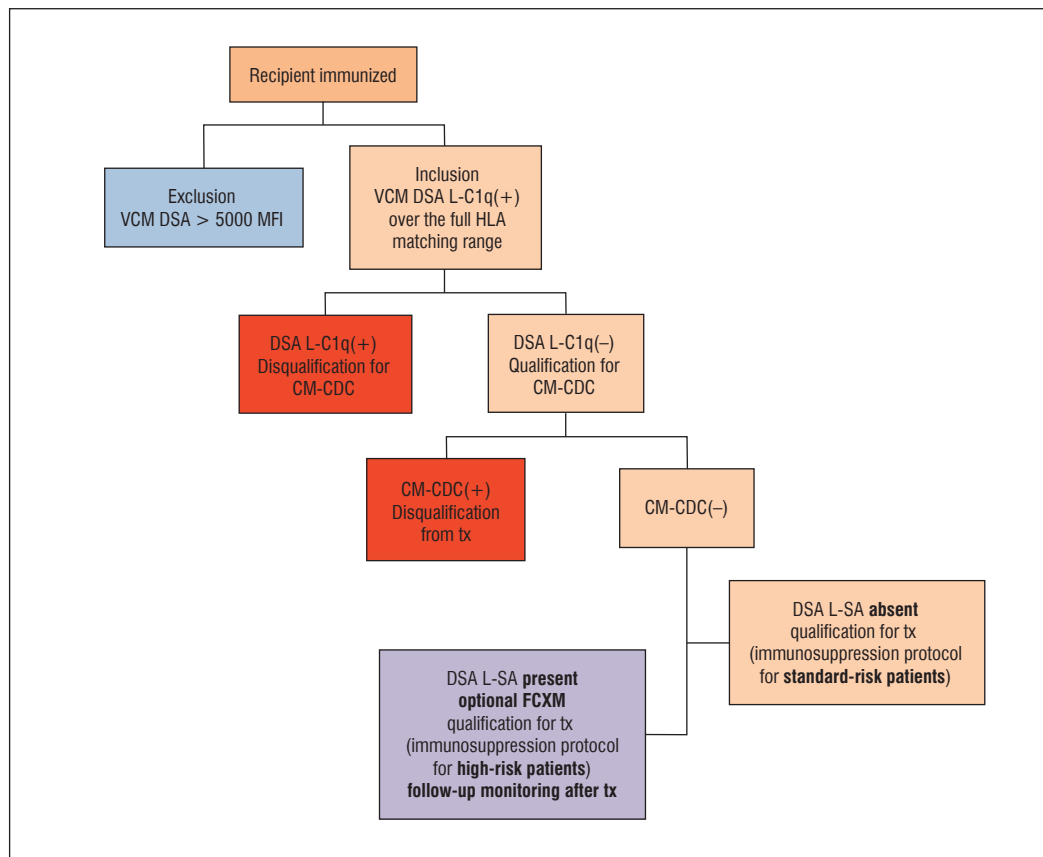 Recipient immunized
Exclusion
VCM DSA > 5000 MFI
Inclusion
VCM DSA L-C1q(+)
over the full HLA
matching range
DSA L-C1q(+)
Disqualification for
CM-CDC
DSA L-C1q(–)
Qualification for
CM-CDC
CM-CDC(+)
Disqualification
from tx
CM-CDC(–)
DSA L-SA absent
qualification for tx
(immunosuppression protocol
for standard-risk patients)
DSA L-SA present
optional FCXM
qualification for tx
(immunosuppression protocol
for high-risk patients)
follow-up monitoring after tx